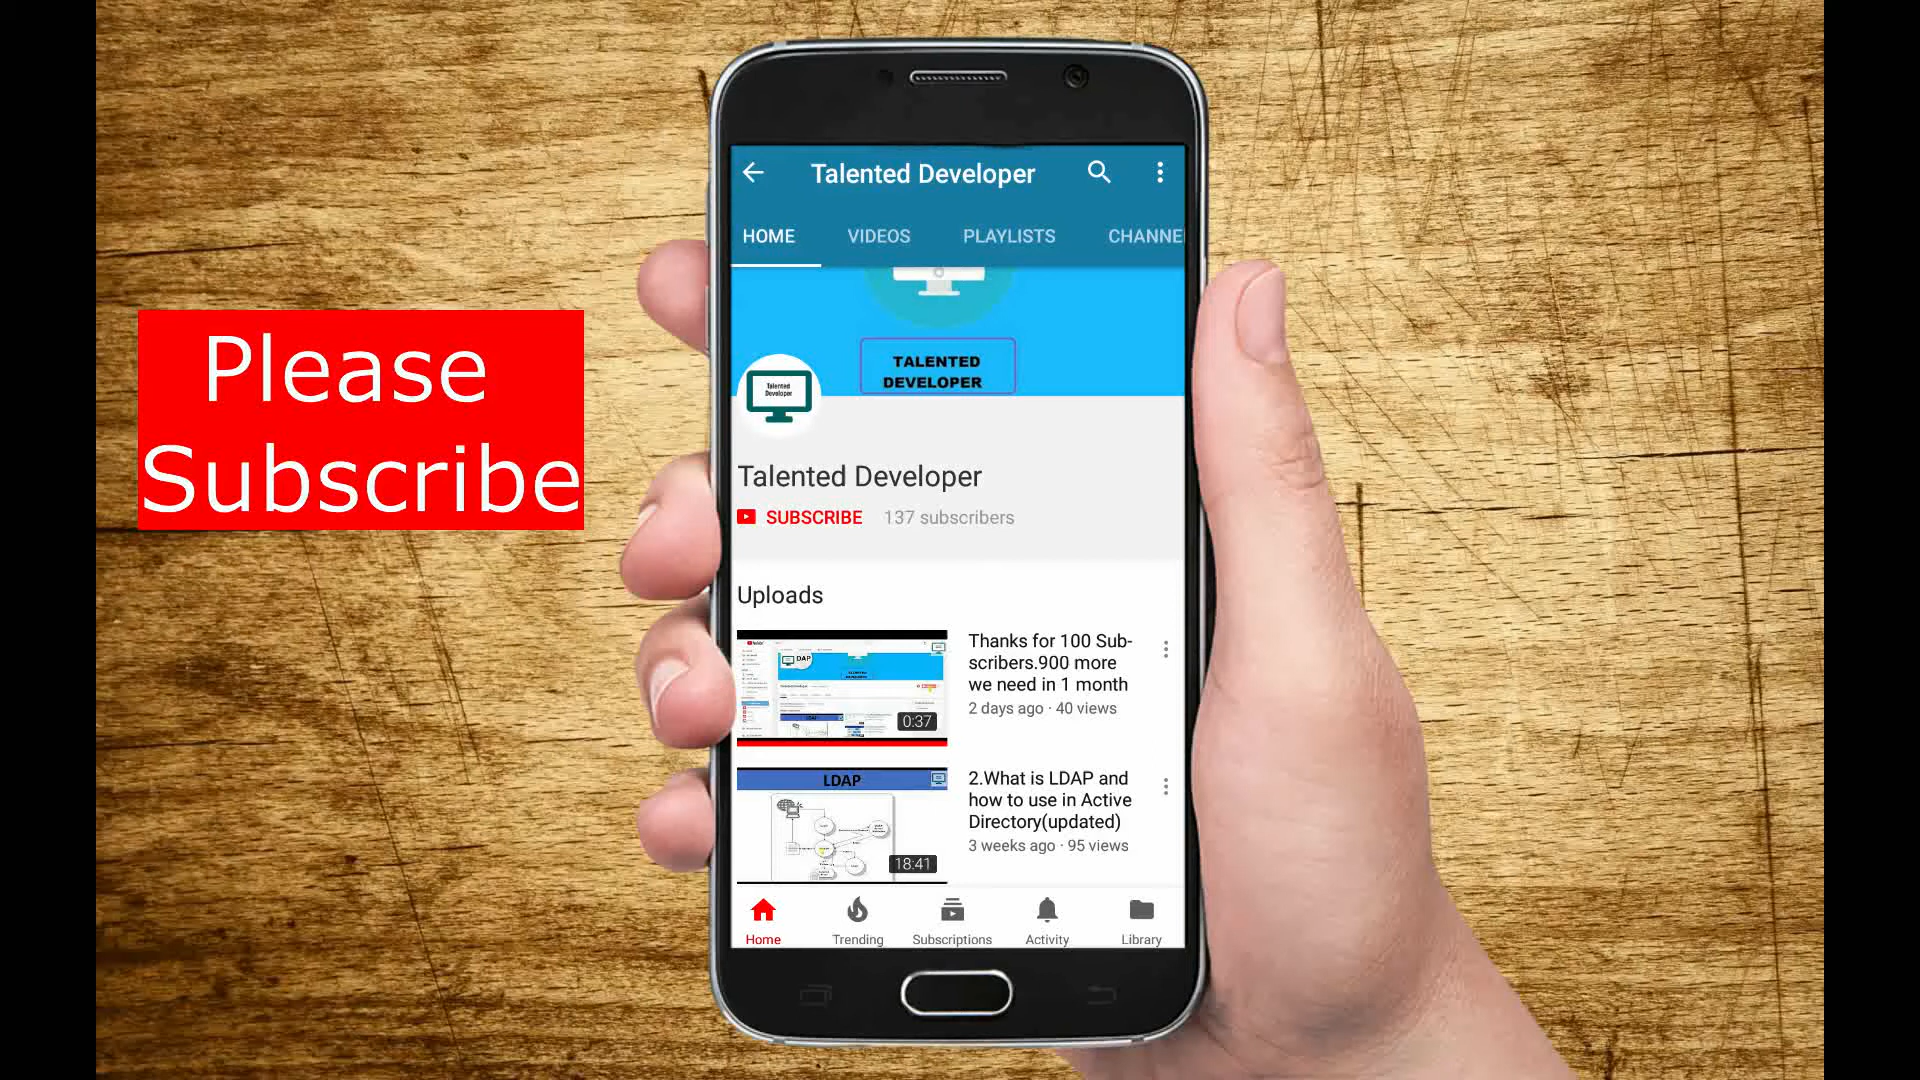 Please
Subscribe
Talented Developer
HOME VIDEOS PLAYLISTS CHANNE
TALENTED
DEVELOPER
Talented
Developer
Talented Developer
SUBSCRIBE 137 subscribers
Uploads
Thanks for 100 Sub-
scribers.900 more
we need in 1 month
2 days ago · 40 views
0:37
LDAP
2.What is LDAP and
how to use in Active
Directory(updated)
3 weeks ago · 95 views
18:41
Home Trending Subscriptions Activity Library